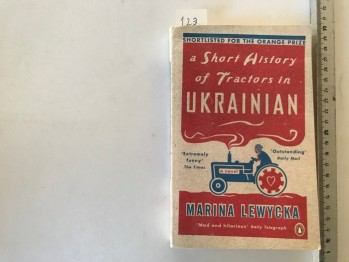 123
SHORTLISTED FOR THE ORANGE PRIZE
a Short History
of Tractors in
UKRAINIAN
'Extremely
funny'
The Times
'Outstanding'
Daily Mail
a novel
MARINA LEWYCKA
'Mad and hilarious' Daily Telegraph